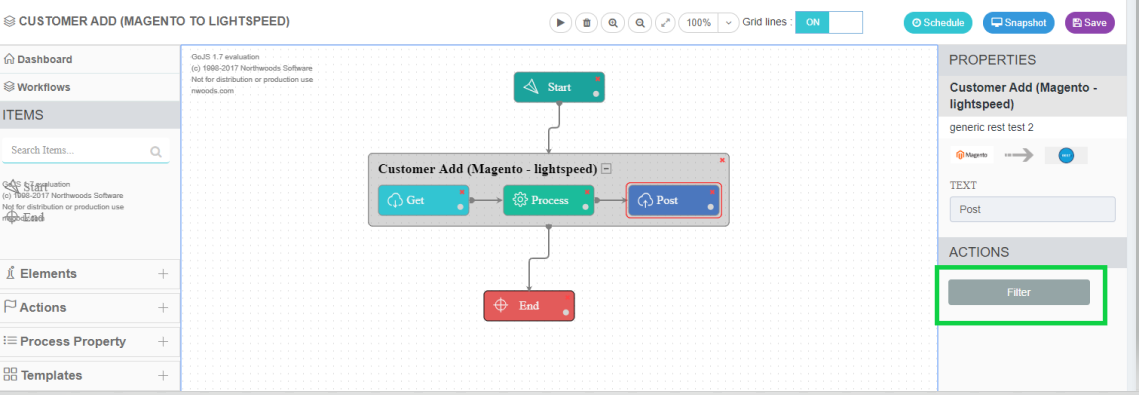 CUSTOMER ADD (MAGENTO TO LIGHTSPEED)
100%
Grid lines :
ON
Schedule
Snapshot
Save
Dashboard
Workflows
ITEMS
Search Items...
Start
GoJS 1.7 evaluation
(c) 1998-2017 Northwoods Software
Not for distribution or production use
End
Elements
Actions
Process Property
Templates
GoJS 1.7 evaluation
(c) 1998-2017 Northwoods Software
Not for distribution or production use
nwoods.com
Start
Customer Add (Magento - lightspeed)
Get
Process
Post
End
PROPERTIES
Customer Add (Magento -
lightspeed)
generic rest test 2
Magento
TEXT
Post
ACTIONS
Filter